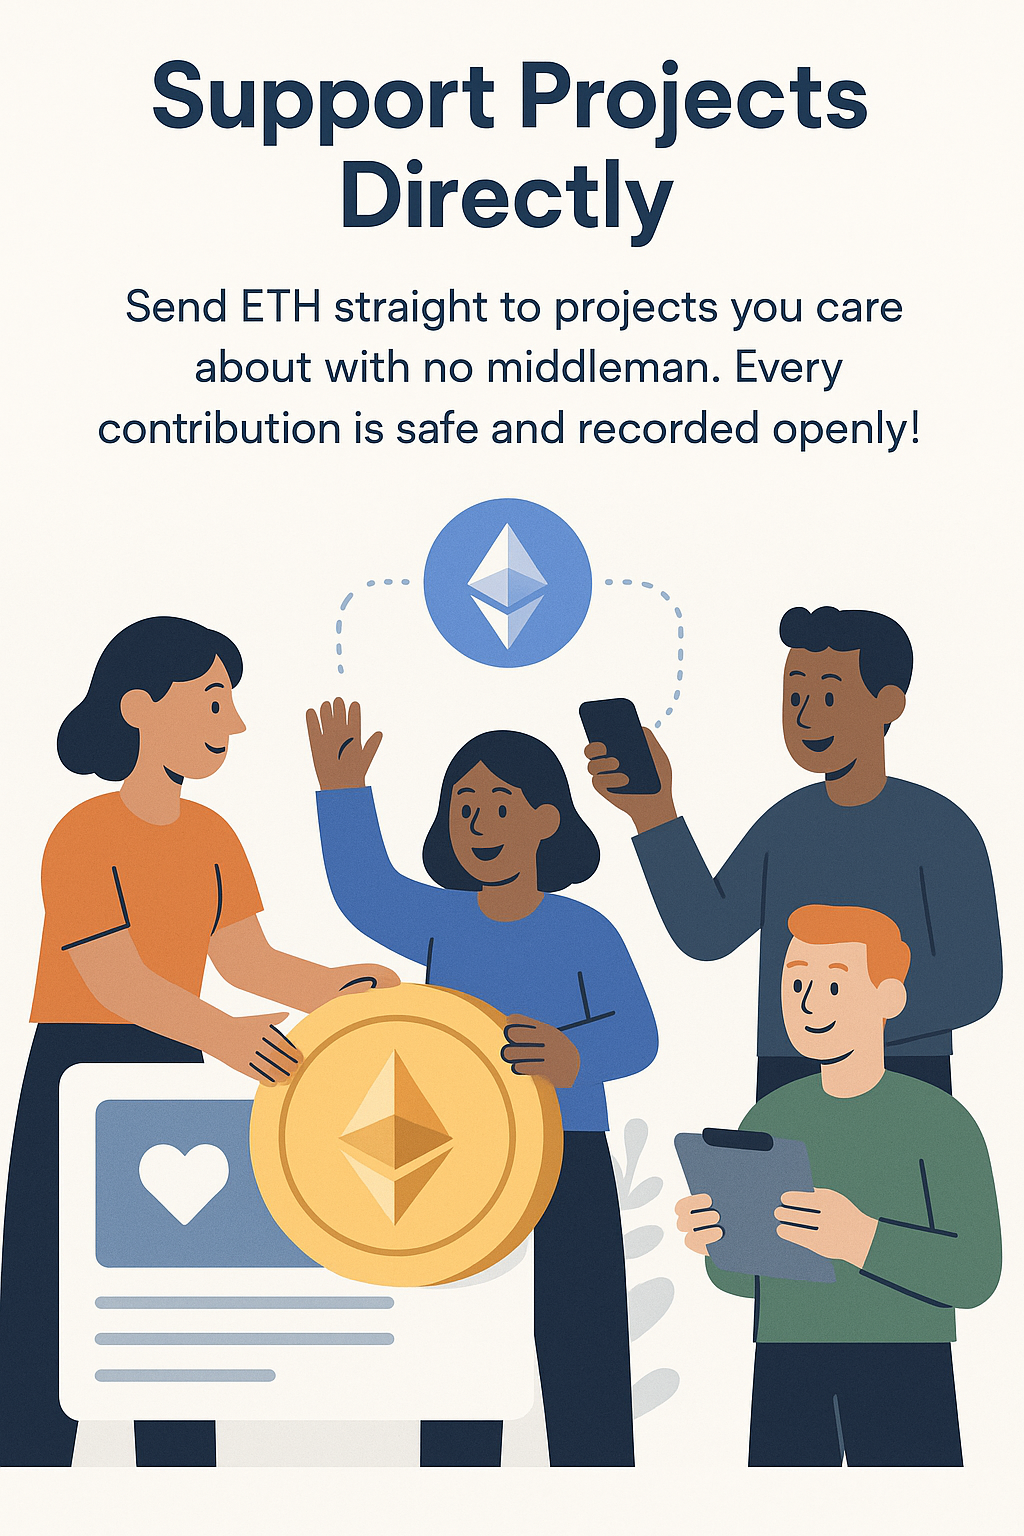 Support Projects
Directly
Send ETH straight to projects you care
about with no middleman. Every
contribution is safe and recorded openly!